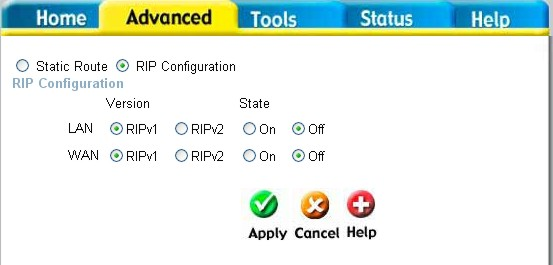 Home Advanced Tools Status Help
Static Route RIP Configuration
RIP Configuration
Version State
LAN RIPv1 RIPv2 On Off
WAN RIPv1 RIPv2 On Off
Apply Cancel Help